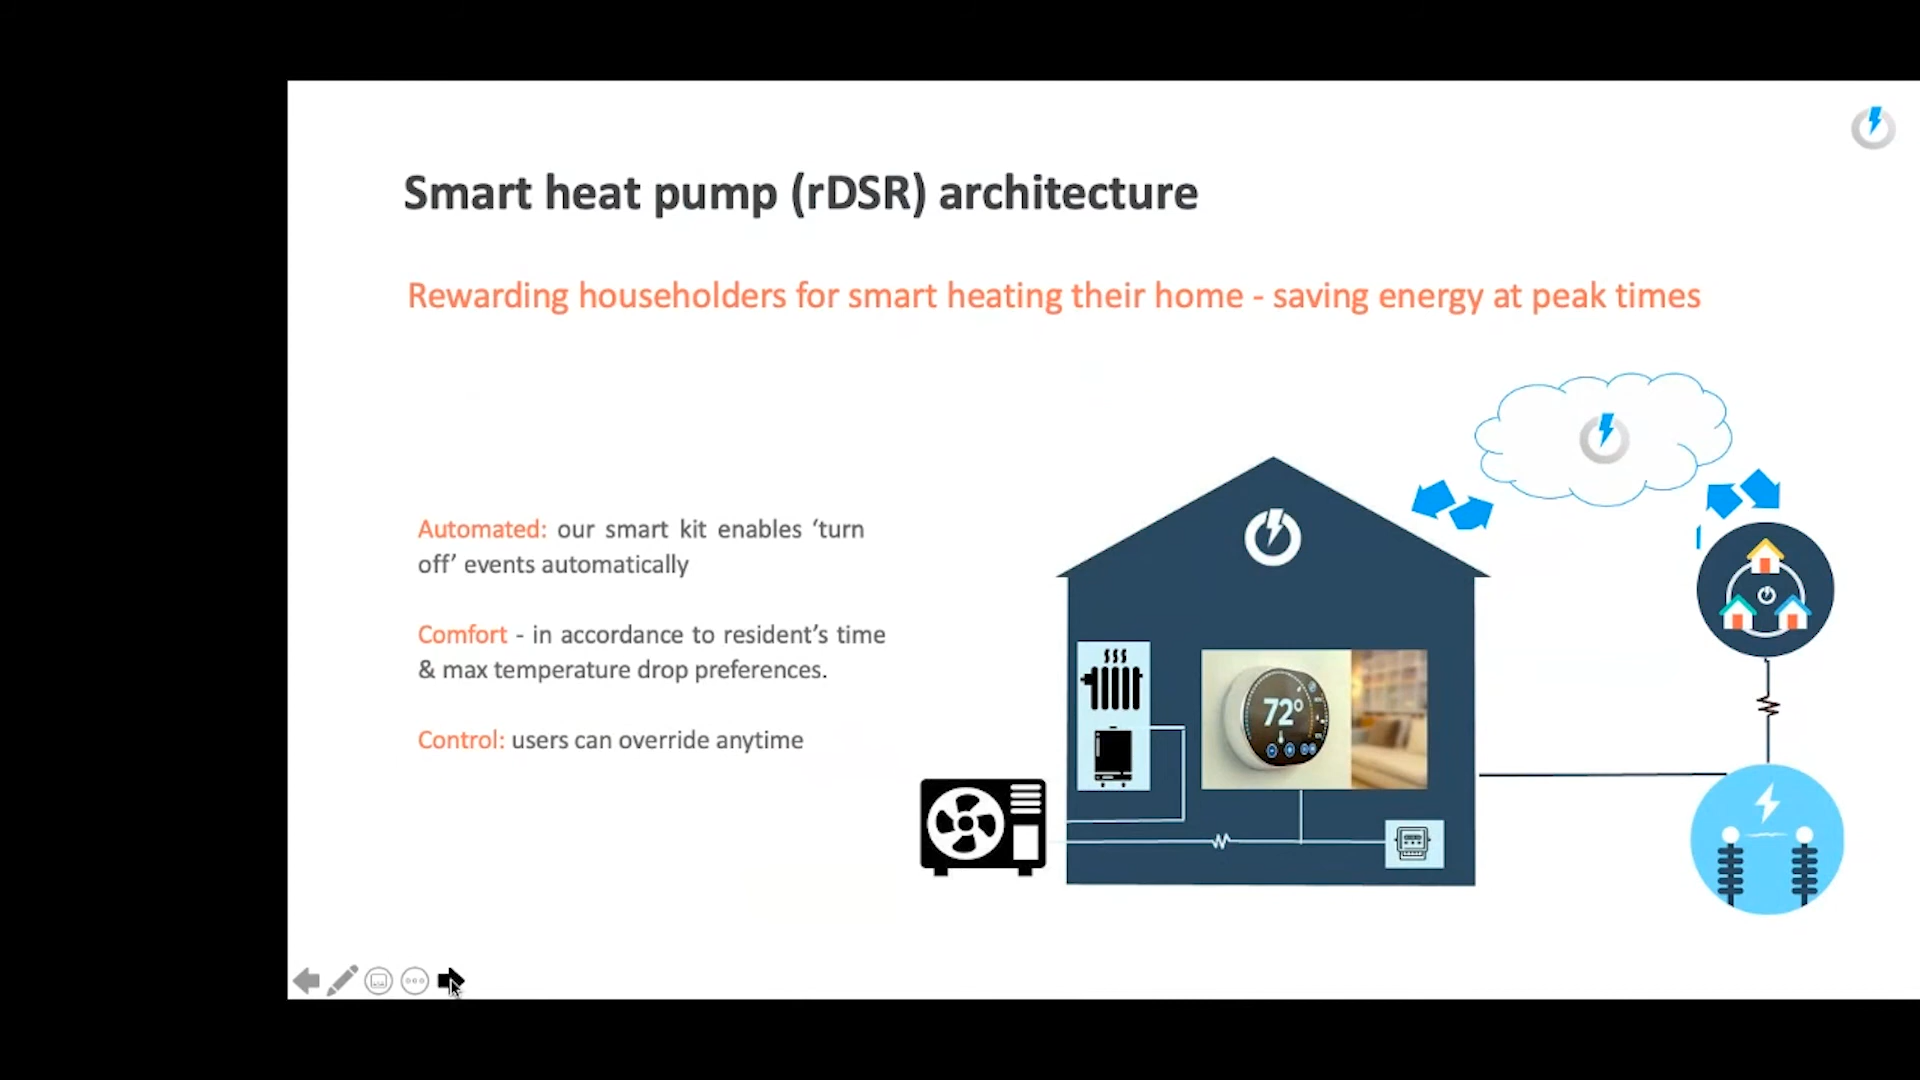 Smart heat pump (rDSR) architecture
Rewarding householders for smart heating their home - saving energy at peak times
Automated: our smart kit enables ‘turn
off’ events automatically
Comfort - in accordance to resident’s time
& max temperature drop preferences.
Control: users can override anytime
72°